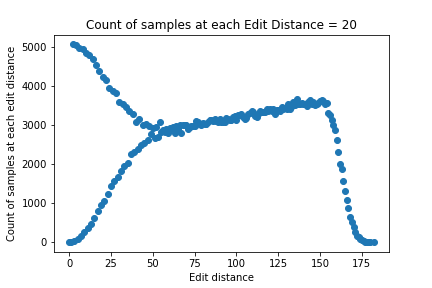 Count of samples at each Edit Distance = 20
Count of samples at each edit distance
5000
4000
3000
2000
1000
0
0 25 50 75 100 125 150 175
Edit distance